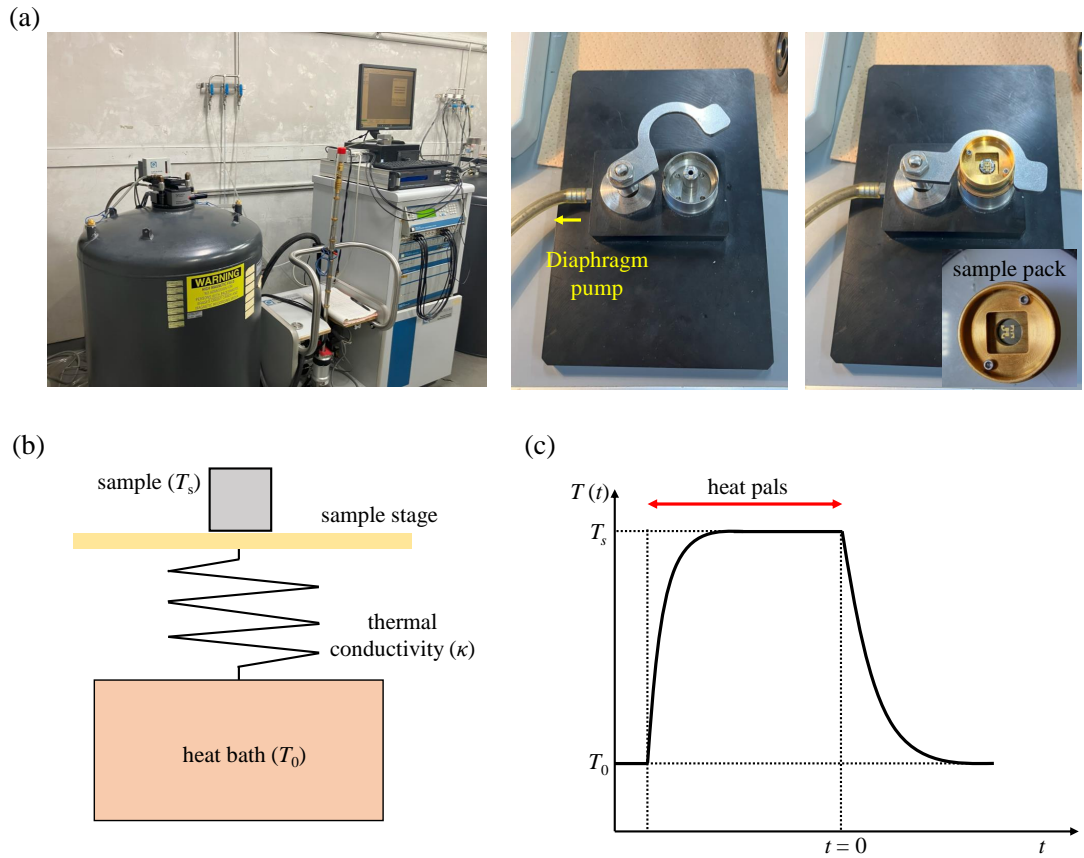 (a)
WARNING
Diaphragm
pump
sample pack
(b)
sample (Tₛ)
sample stage
thermal
conductivity (κ)
heat bath (T₀)
(c)
T (t)
heat pals
Tₛ
T₀
t = 0
t